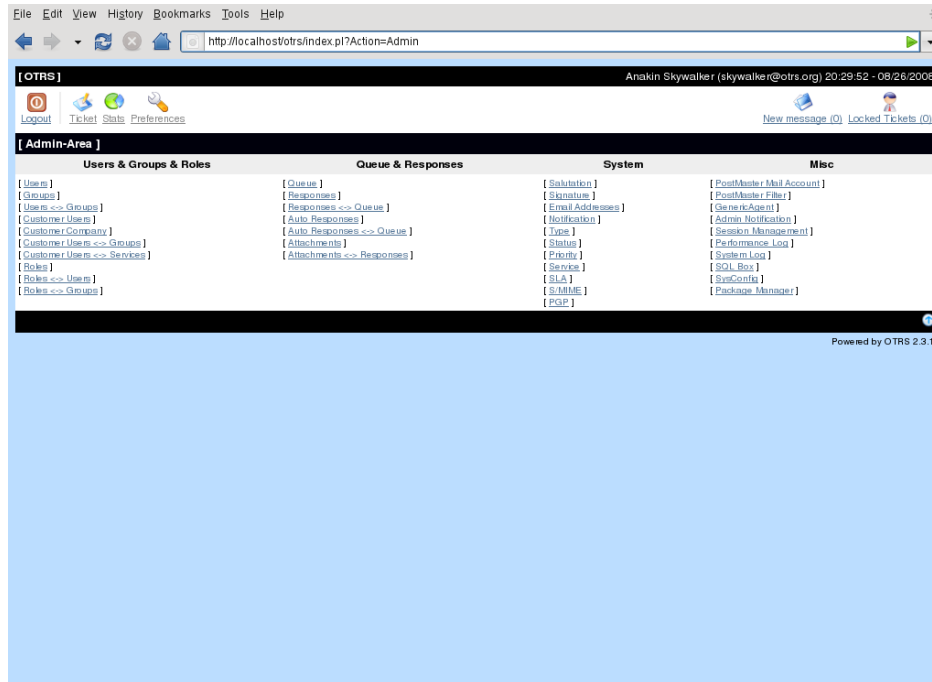 File Edit View History Bookmarks Tools Help
http://localhost/otrs/index.pl?Action=Admin
[ OTRS ] Anakin Skywalker (skywalker@otrs.org) 20:29:52 - 08/26/2008
Logout Ticket Stats Preferences New message (0) Locked Tickets (0)
[ Admin-Area ]
Users & Groups & Roles Queue & Responses System Misc
[ Users ] [ Queue ] [ Salutation ] [ PostMaster Mail Account ]
[ Groups ] [ Responses ] [ Signature ] [ PostMaster Filter ]
[ Users <-> Groups ] [ Responses <-> Queue ] [ Email Addresses ] [ GenericAgent ]
[ Customer Users ] [ Auto Responses ] [ Notification ] [ Admin Notification ]
[ Customer Company ] [ Auto Responses <-> Queue ] [ Type ] [ Session Management ]
[ Customer Users <-> Groups ] [ Attachments ] [ Status ] [ Performance Log ]
[ Customer Users <-> Services ] [ Attachments <-> Responses ] [ Priority ] [ System Log ]
[ Roles ] [ Service ] [ SQL Box ]
[ Roles <-> Users ] [ SLA ] [ SysConfig ]
[ Roles <-> Groups ] [ S/MIME ] [ Package Manager ]
[ PGP ]
Powered by OTRS 2.3.1